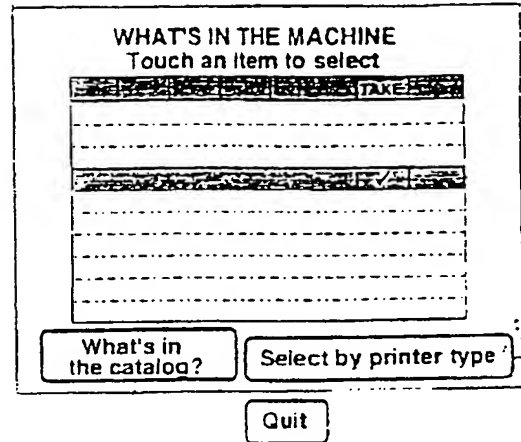 WHAT'S IN THE MACHINE
Touch an Item to select
TAKE
What's in
the catalog?
Select by printer type
Quit